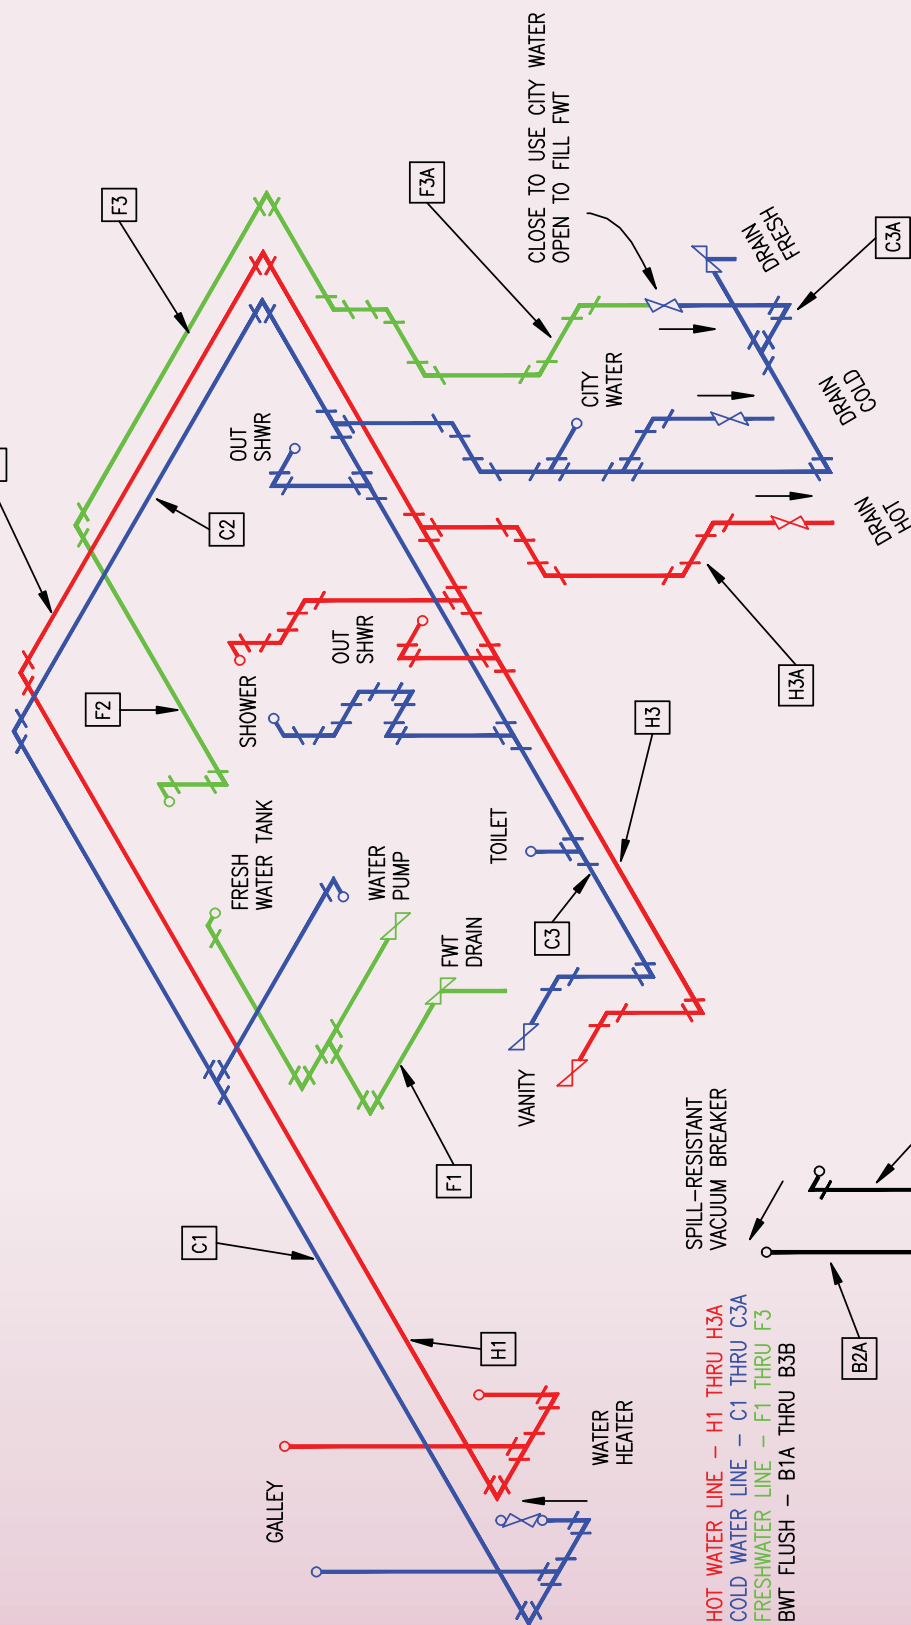 F3
F3A
CLOSE TO USE CITY WATER
OPEN TO FILL FWT
DRAIN
FRESH
C3A
C2
OUT
SHWR
CITY
WATER
DRAIN
COLD
DRAIN
HOT
F2
SHOWER
OUT
SHWR
H3A
H3
FRESH
WATER TANK
WATER
PUMP
TOILET
C3
FWT
DRAIN
VANITY
F1
C1
H1
SPILL-RESISTANT
VACUUM BREAKER
B2A
GALLEY
WATER
HEATER
HOT WATER LINE - H1 THRU H3A
COLD WATER LINE - C1 THRU C3A
FRESHWATER LINE - F1 THRU F3
BWT FLUSH - B1A THRU B3B